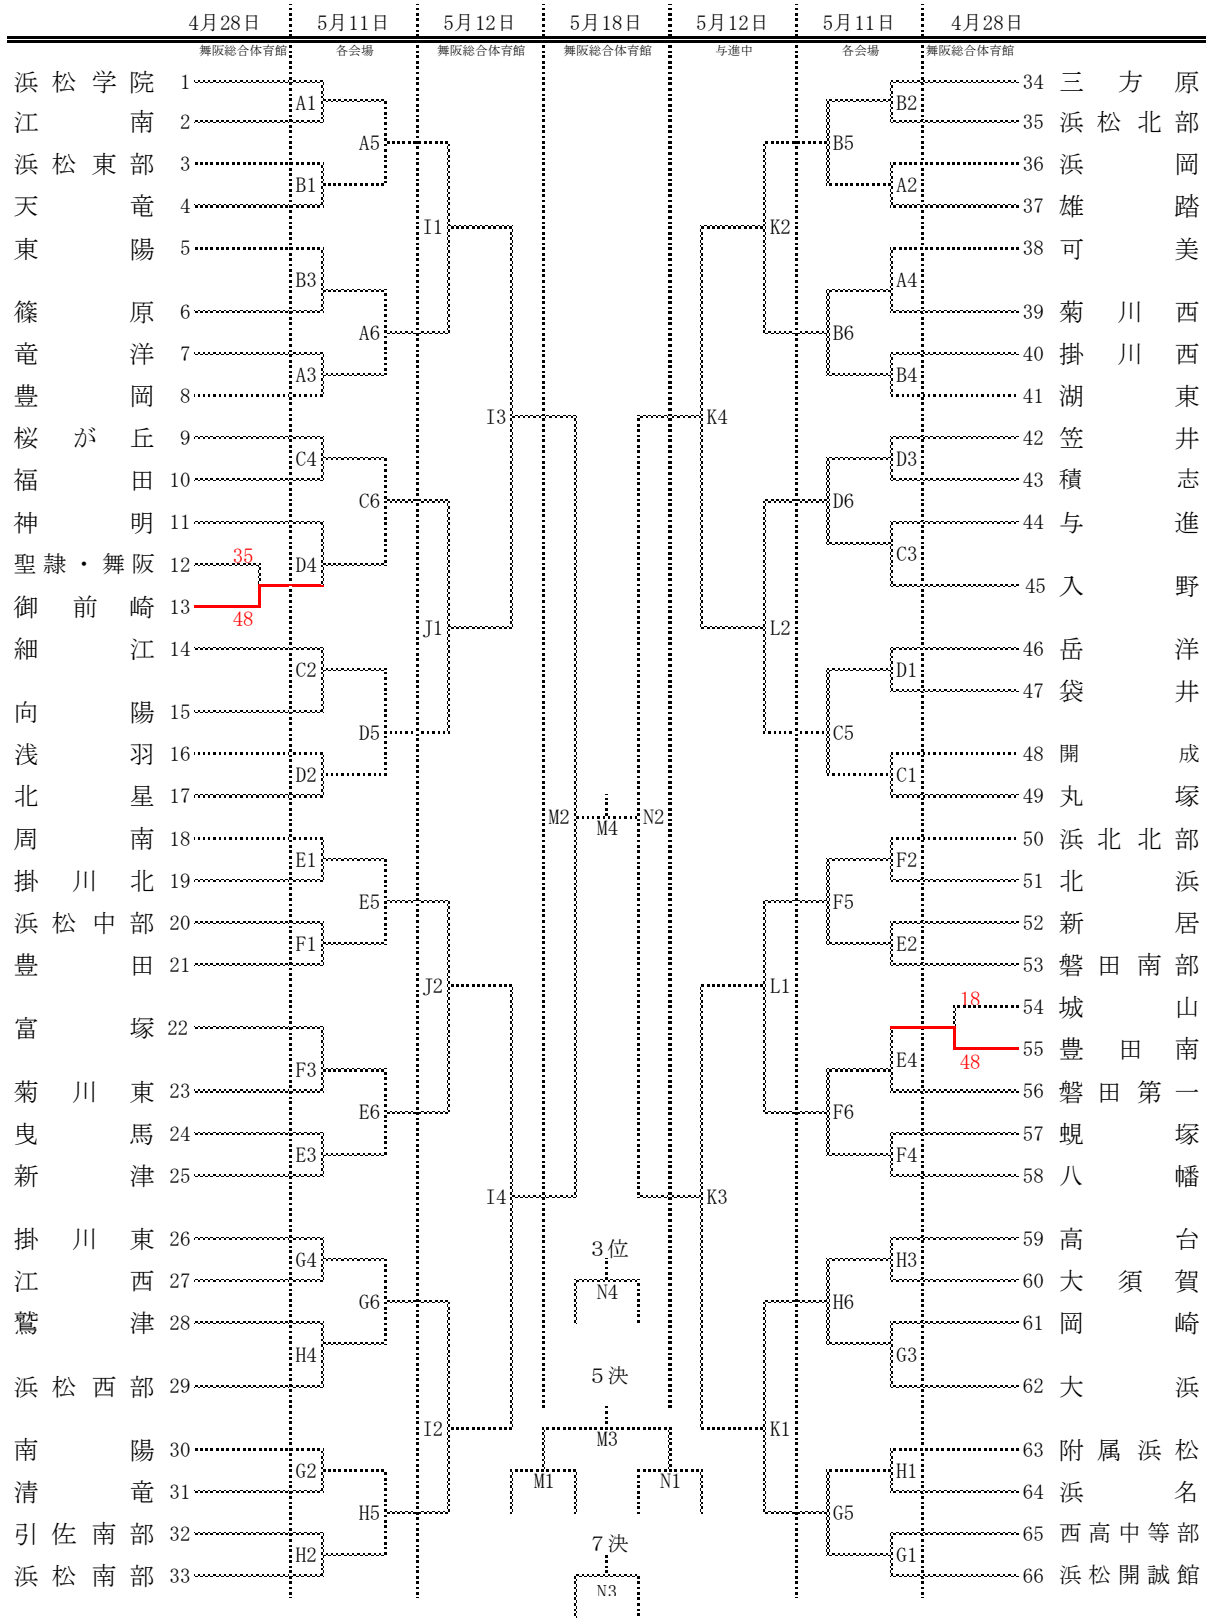 4月28日 5月11日 5月12日 5月18日 5月12日 5月11日 4月28日
舞阪総合体育館 各会場 舞阪総合体育館 舞阪総合体育館 与進中 各会場 舞阪総合体育館
浜松学院 1 34 三方原
A1 B2
江南 2 35 浜松北部
A5 B5
浜松東部 3 36 浜岡
B1 A2
天竜 4 37 雄踏
I1 K2
東陽 5 38 可美
B3 A4
篠原 6 39 菊川西
A6 B6
竜洋 7 40 掛川西
A3 B4
豊岡 8 41 湖東
I3 K4
桜が丘 9 42 笠井
C4 D3
福田 10 43 積志
C6 D6
神明 11 44 与進
35 C3
聖隷・舞阪 12 D4
45 入野
御前崎 13
48
J1 L2
細江 14 46 岳洋
C2 D1
47 袋井
向陽 15
D5 C5
浅羽 16 48 開成
D2 C1
北星 17 49 丸塚
M2 M4 N2
周南 18 50 浜北北部
E1 F2
掛川北 19 51 北浜
E5 F5
浜松中部 20 52 新居
F1 E2
豊田 21 53 磐田南部
J2 L1
18
54 城山
富塚 22
55 豊田南
48
F3 E4
菊川東 23 56 磐田第一
E6 F6
曳馬 24 57 蜆塚
E3 F4
新津 25 58 八幡
I4 K3
掛川東 26 59 高台
3位
G4 H3
江西 27 60 大須賀
N4
G6 H6
鷲津 28 61 岡崎
H4 G3
5決
浜松西部 29 62 大浜
I2 M3 K1
南陽 30 63 附属浜松
G2 M1 N1 H1
清竜 31 64 浜名
H5 G5
引佐南部 32 65 西高中等部
7決
H2 G1
浜松南部 33 66 浜松開誠館
N3